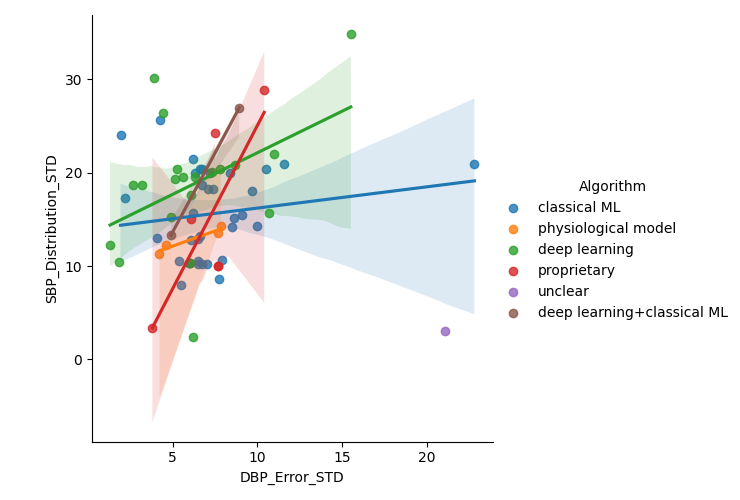 SBP_Distribution_STD
30
20
10
0
5
10
15
20
DBP_Error_STD
Algorithm
classical ML
physiological model
deep learning
proprietary
unclear
deep learning+classical ML